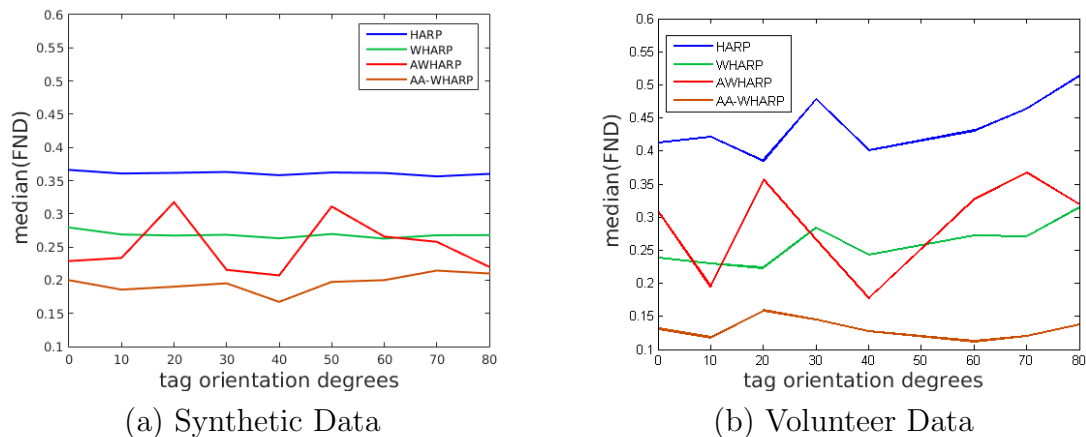 0.6
0.55
0.5
0.45
0.4
0.35
0.3
0.25
0.2
0.15
0.1
median(FND)
HARP
WHARP
AWHARP
AA-WHARP
0 10 20 30 40 50 60 70 80
tag orientation degrees
(a) Synthetic Data
0.6
0.55
0.5
0.45
0.4
0.35
0.3
0.25
0.2
0.15
0.1
median(FND)
HARP
WHARP
AWHARP
AA-WHARP
0 10 20 30 40 50 60 70 80
tag orientation degrees
(b) Volunteer Data